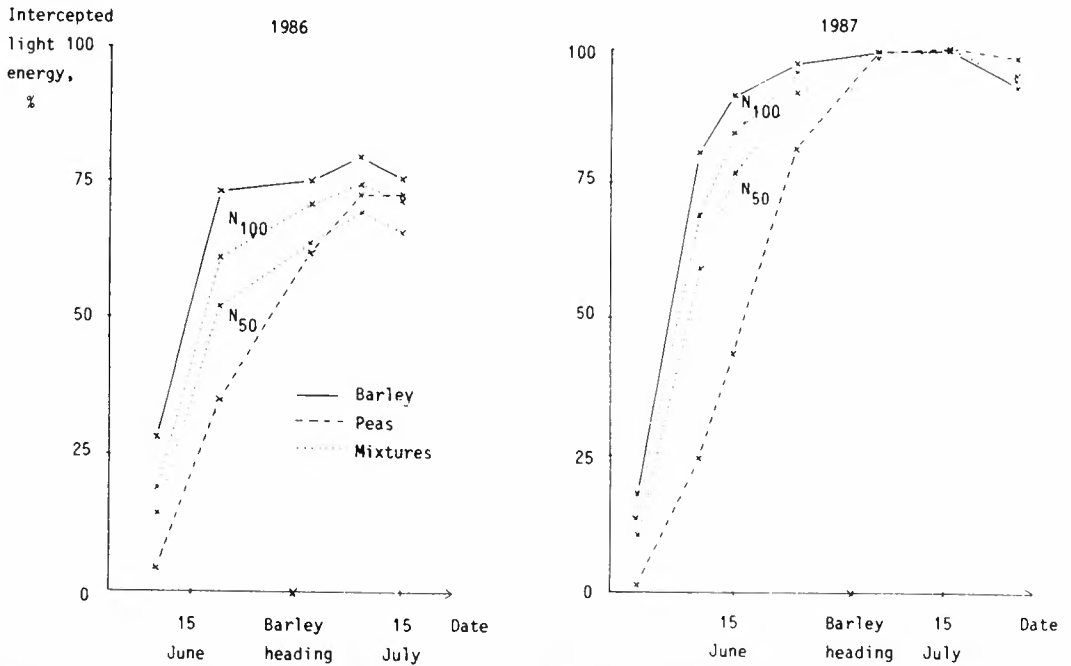 Intercepted
light 100
energy,
%
1986
75
50
25
0
N100
N50
Barley
Peas
Mixtures
15
June
Barley
heading
15
July
Date
1987
100
75
50
25
0
N100
N50
15
June
Barley
heading
15
July
Date